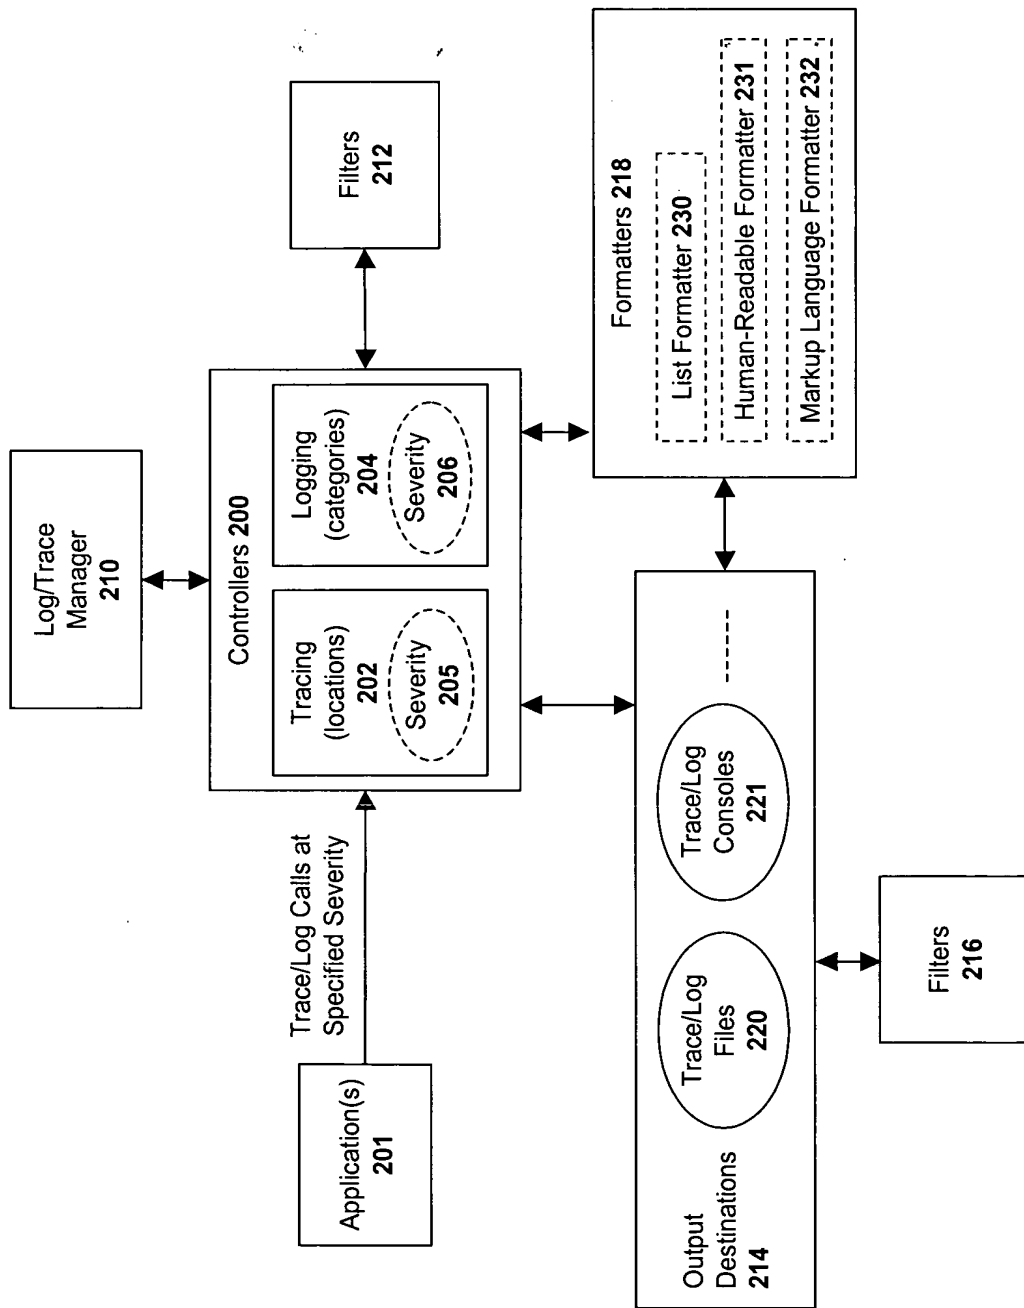 Log/Trace
Manager
210
Application(s)
201
Trace/Log Calls at
Specified Severity
Controllers 200
Tracing
(locations)
202
Severity
205
Logging
(categories)
204
Severity
206
Filters
212
Output
Destinations
214
Trace/Log
Files
220
Trace/Log
Consoles
221
Formatters 218
List Formatter 230
Human-Readable Formatter 231
Markup Language Formatter 232
Filters
216